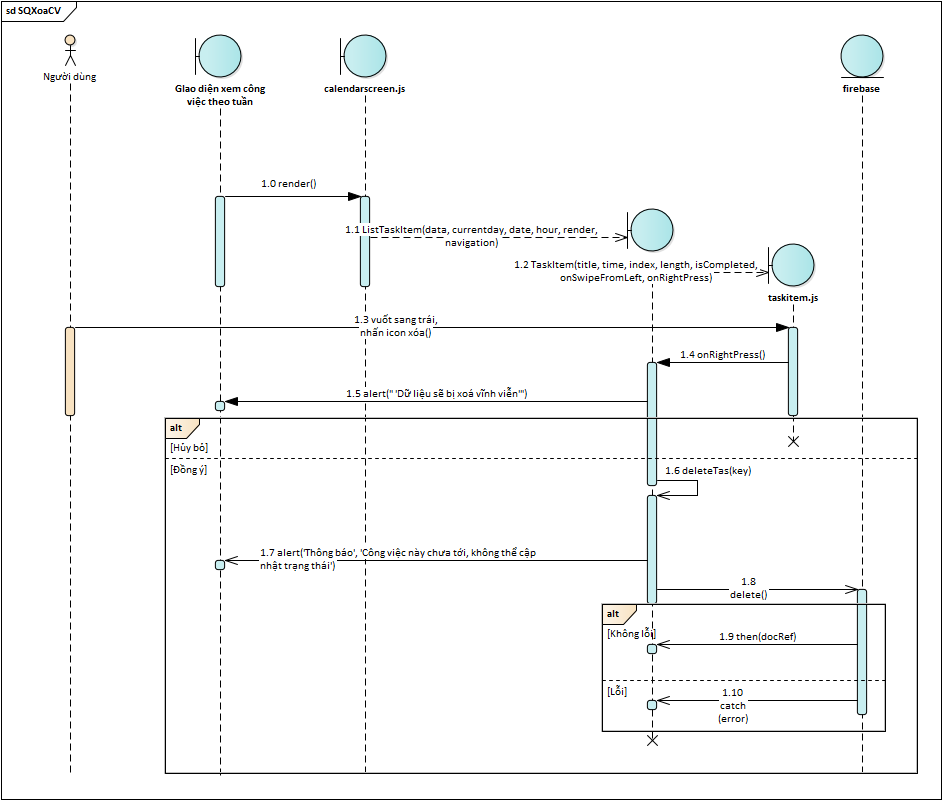 sd SQXoaCV
Người dùng
Giao diện xem công
việc theo tuần
calendarscreen.js
firebase
1.0 render()
1.1 ListTaskItem(data, currentday, date, hour, render,
navigation)
1.2 TaskItem(title, time, index, length, isCompleted,
onSwipeFromLeft, onRightPress)
taskitem.js
1.3 vuốt sang trái,
nhấn icon xóa()
1.4 onRightPress()
1.5 alert(" 'Dữ liệu sẽ bị xoá vĩnh viễn'")
alt
[Hủy bỏ]
[Đồng ý]
1.6 deleteTas(key)
1.7 alert('Thông báo', 'Công việc này chưa tới, không thể cập
nhật trạng thái')
1.8
delete()
alt
[Không lỗi]
1.9 then(docRef)
[Lỗi]
1.10
catch
(error)